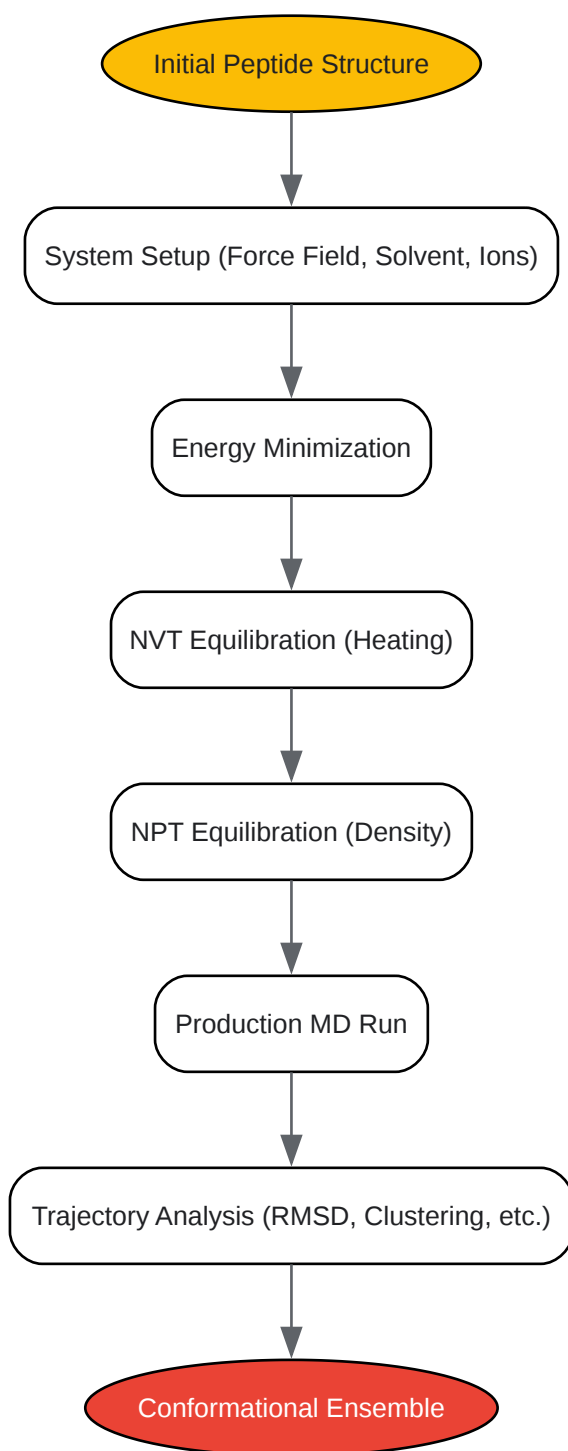 Initial Peptide Structure
System Setup (Force Field, Solvent, Ions)
Energy Minimization
NVT Equilibration (Heating)
NPT Equilibration (Density)
Production MD Run
Trajectory Analysis (RMSD, Clustering, etc.)
Conformational Ensemble